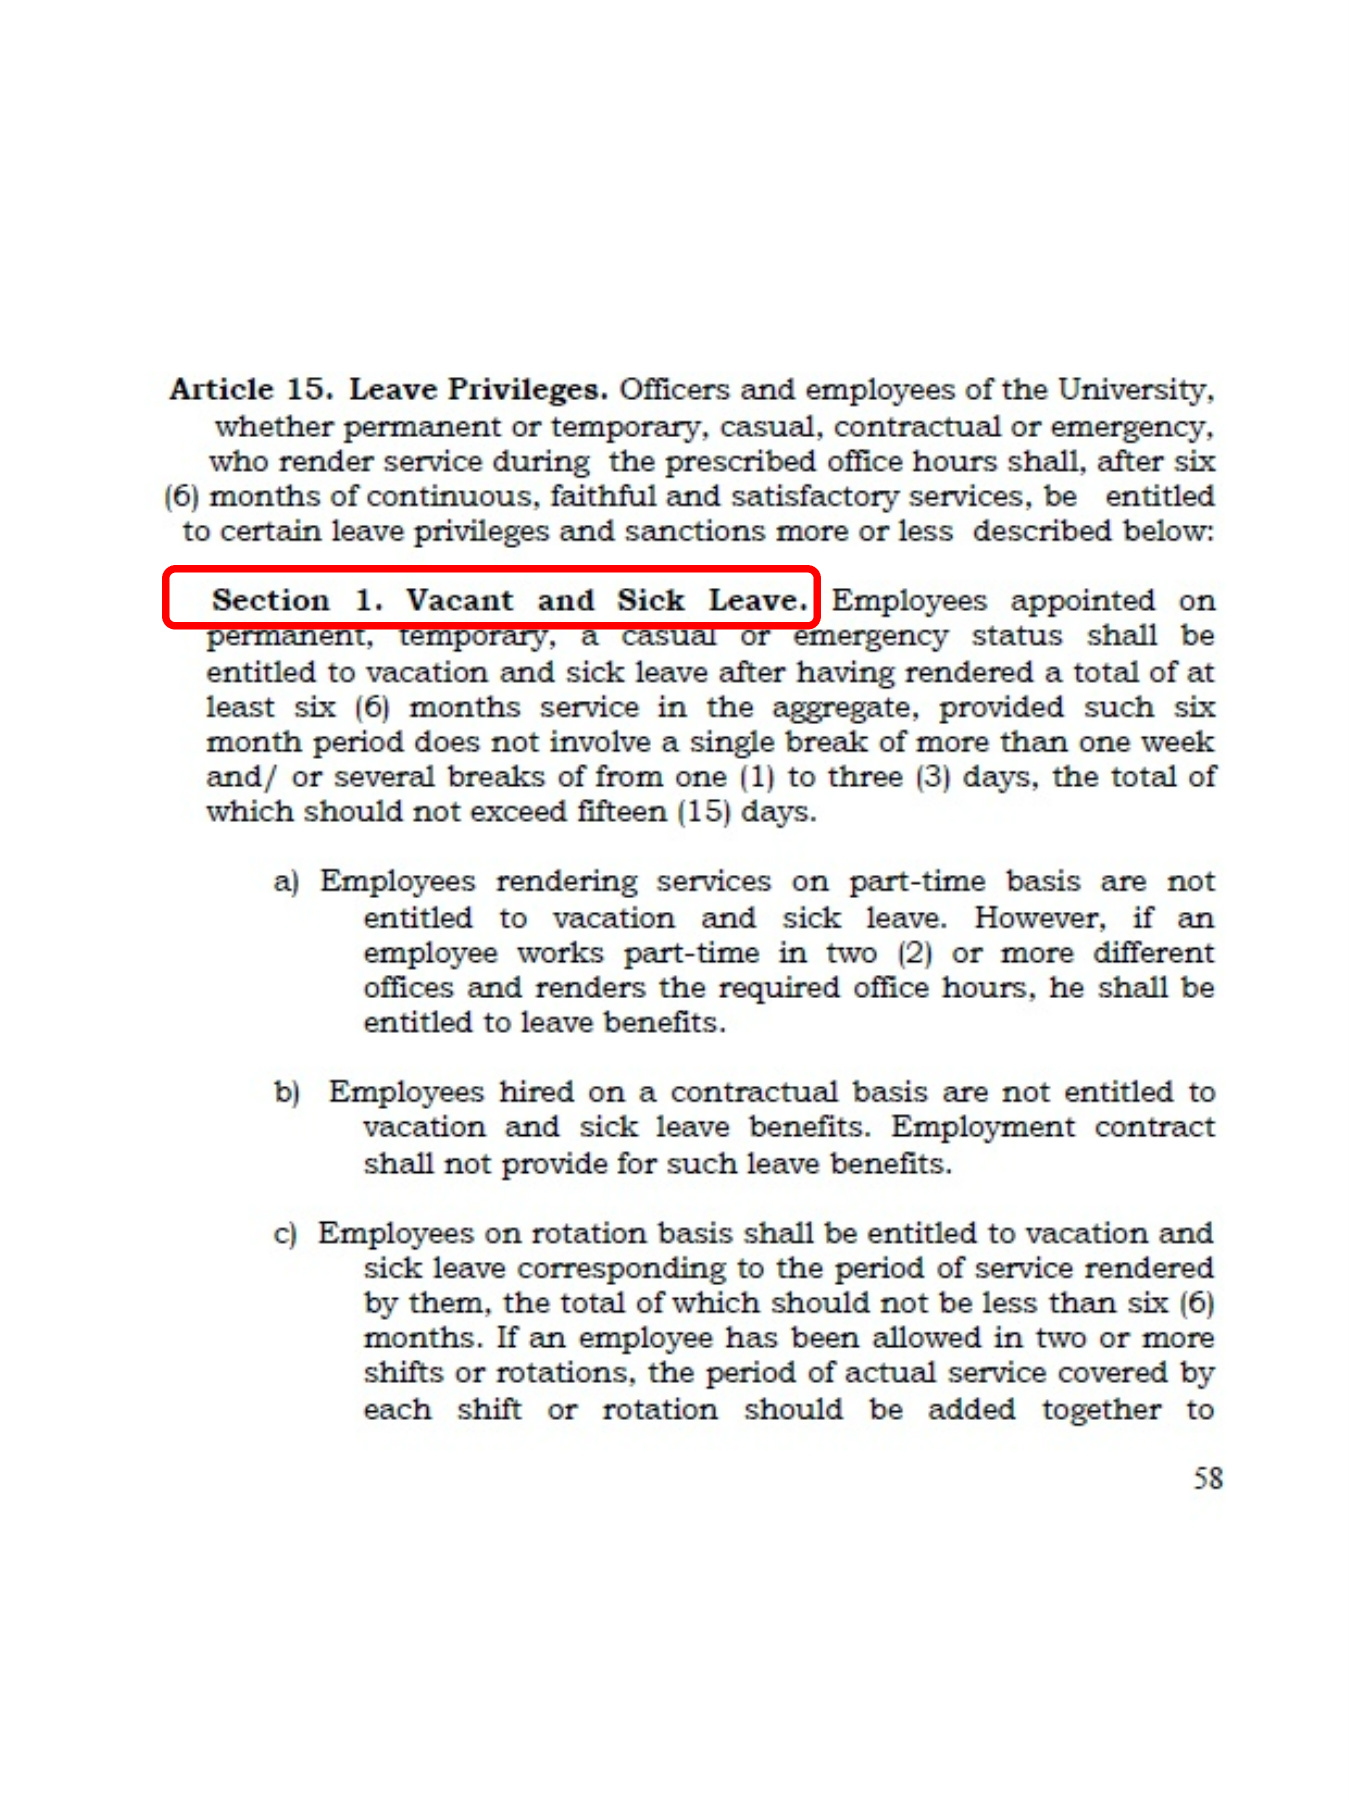 Article 15. Leave Privileges. Officers and employees of the University,
whether permanent or temporary, casual, contractual or emergency,
who render service during the prescribed office hours shall, after six
(6) months of continuous, faithful and satisfactory services, be entitled
to certain leave privileges and sanctions more or less described below:
Section 1. Vacant and Sick Leave. Employees appointed on
permanent, temporary, a casual or emergency status shall be
entitled to vacation and sick leave after having rendered a total of at
least six (6) months service in the aggregate, provided such six
month period does not involve a single break of more than one week
and/ or several breaks of from one (1) to three (3) days, the total of
which should not exceed fifteen (15) days.
a) Employees rendering services on part-time basis are not
entitled to vacation and sick leave. However, if an
employee works part-time in two (2) or more different
offices and renders the required office hours, he shall be
entitled to leave benefits.
b) Employees hired on a contractual basis are not entitled to
vacation and sick leave benefits. Employment contract
shall not provide for such leave benefits.
c) Employees on rotation basis shall be entitled to vacation and
sick leave corresponding to the period of service rendered
by them, the total of which should not be less than six (6)
months. If an employee has been allowed in two or more
shifts or rotations, the period of actual service covered by
each shift or rotation should be added together to
58